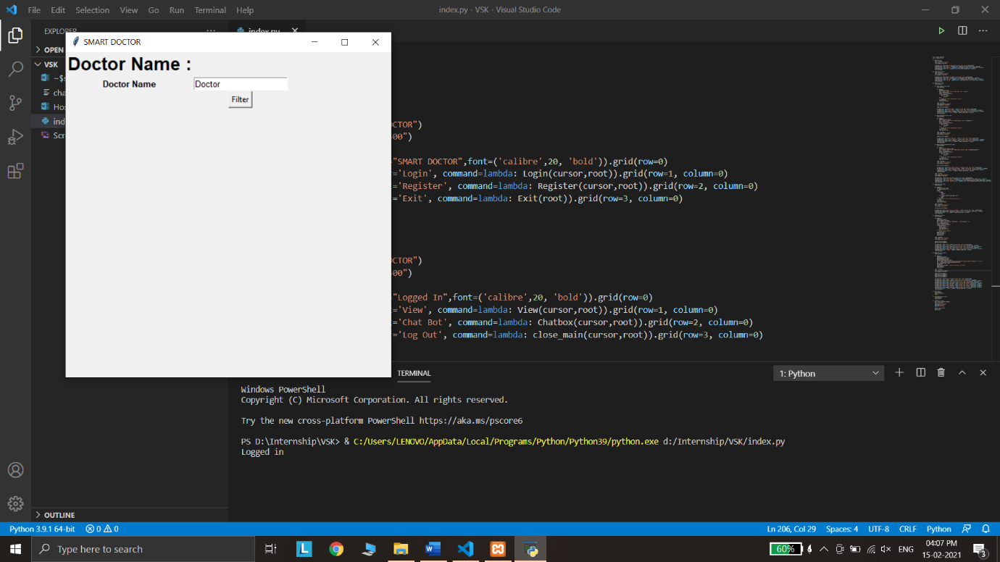 File Edit Selection View Go Run Terminal Help
index.py - VSK - Visual Studio Code
EXPLORER
index.py
OPEN
VSK
~$s
cha
Ho
ind
Scr
OUTLINE
SMART DOCTOR
Doctor Name :
Doctor Name Doctor
Filter
CTOR")
00")
="SMART DOCTOR",font=('calibre',20, 'bold')).grid(row=0)
='Login', command=lambda: Login(cursor,root)).grid(row=1, column=0)
='Register', command=lambda: Register(cursor,root)).grid(row=2, column=0)
='Exit', command=lambda: Exit(root)).grid(row=3, column=0)
CTOR")
00")
"Logged In",font=('calibre',20, 'bold')).grid(row=0)
='View', command=lambda: View(cursor,root)).grid(row=1, column=0)
='Chat Bot', command=lambda: Chatbox(cursor,root)).grid(row=2, column=0)
='Log Out', command=lambda: close_main(cursor,root)).grid(row=3, column=0)
TERMINAL
1: Python
Windows PowerShell
Copyright (C) Microsoft Corporation. All rights reserved.
Try the new cross-platform PowerShell https://aka.ms/pscore6
PS D:\Internship\VSK> & C:/Users/LENOVO/AppData/Local/Programs/Python/Python39/python.exe d:/Internship/VSK/index.py
Logged in
Python 3.9.1 64-bit 0 0
Ln 206, Col 29 Spaces: 4 UTF-8 CRLF Python
Type here to search
60%
ENG
04:07 PM
15-02-2021
3